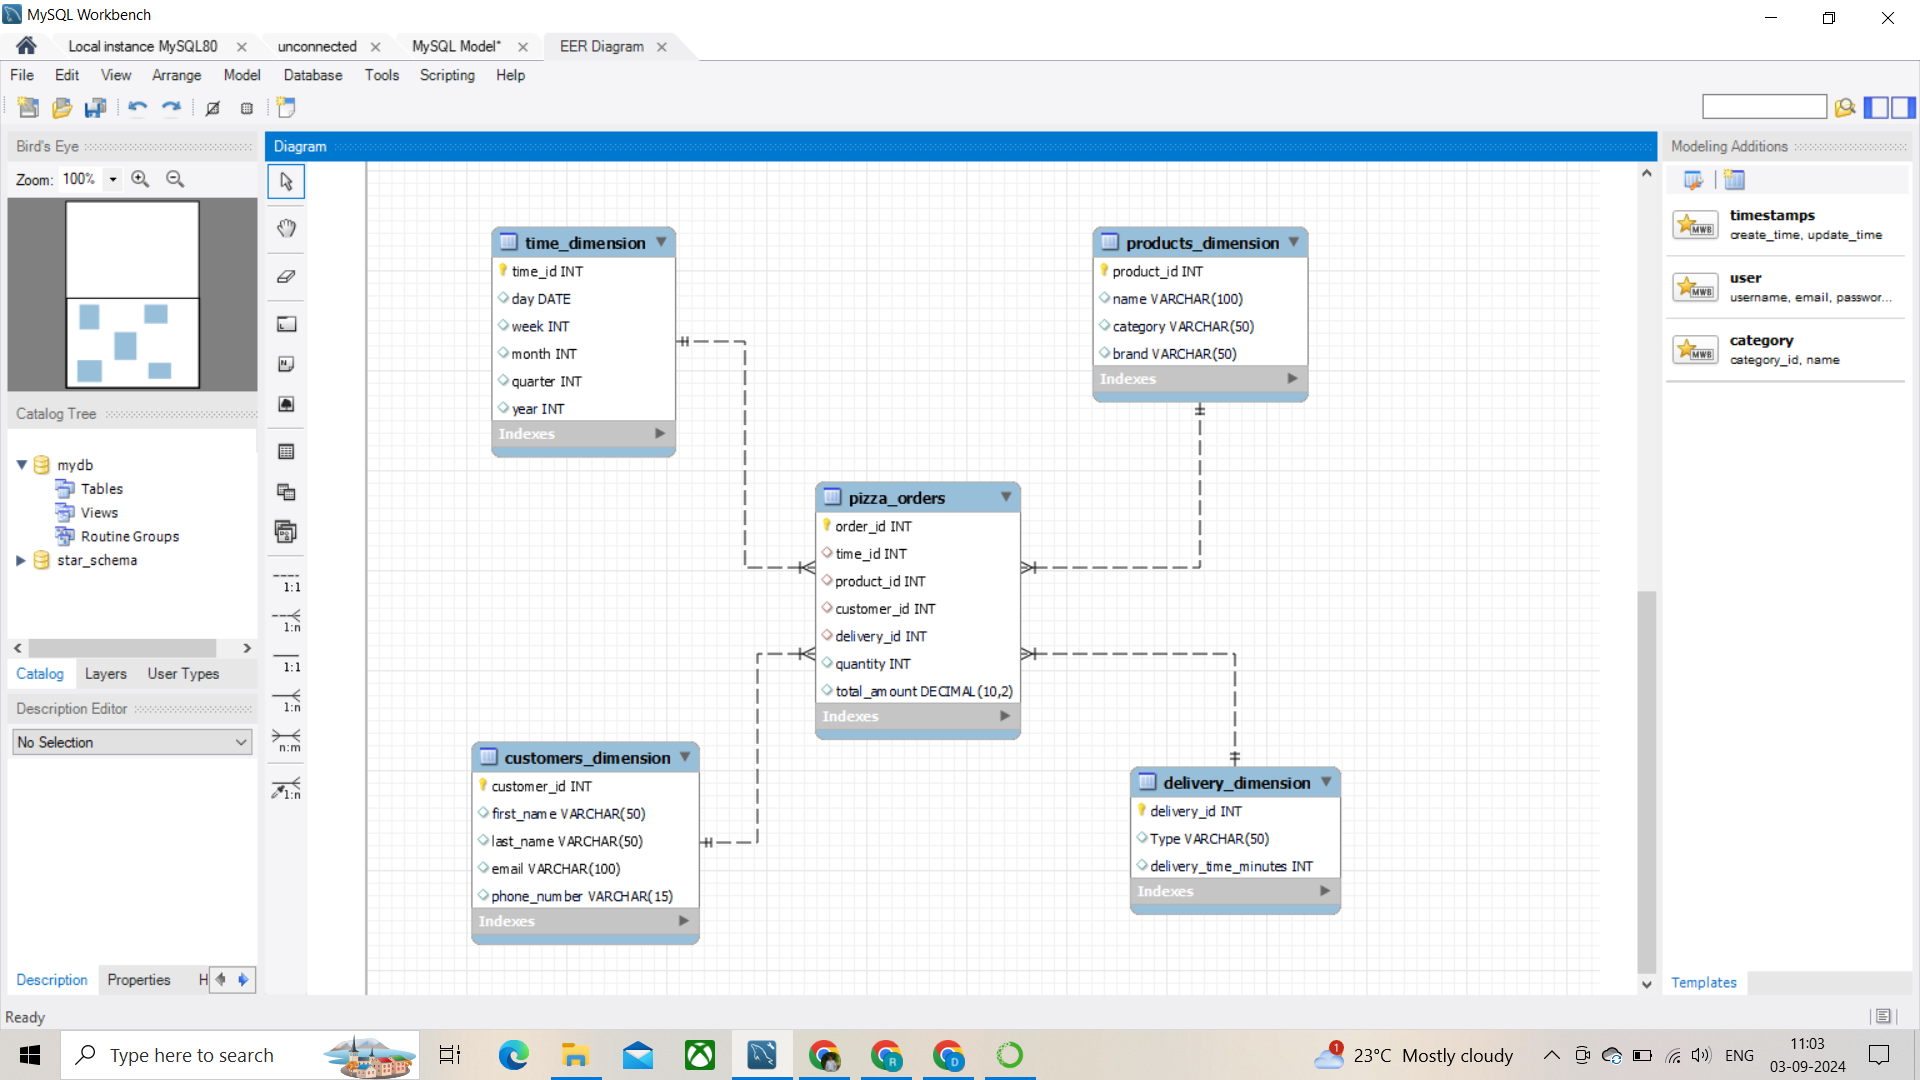 MySQL Workbench
Local instance MySQL80
unconnected
MySQL Model*
EER Diagram
File Edit View Arrange Model Database Tools Scripting Help
Bird's Eye
Zoom: 100%
Catalog Tree
mydb
Tables
Views
Routine Groups
star_schema
Catalog Layers User Types
Description Editor
No Selection
Description Properties H
Ready
Diagram
1:1
1:n
1:1
1:n
n:m
1:n
time_dimension
time_id INT
day DATE
week INT
month INT
quarter INT
year INT
Indexes
products_dimension
product_id INT
name VARCHAR(100)
category VARCHAR(50)
brand VARCHAR(50)
Indexes
pizza_orders
order_id INT
time_id INT
product_id INT
customer_id INT
delivery_id INT
quantity INT
total_amount DECIMAL(10,2)
Indexes
customers_dimension
customer_id INT
first_name VARCHAR(50)
last_name VARCHAR(50)
email VARCHAR(100)
phone_number VARCHAR(15)
Indexes
delivery_dimension
delivery_id INT
Type VARCHAR(50)
delivery_time_minutes INT
Indexes
Modeling Additions
MWB
timestamps
create_time, update_time
MWB
user
username, email, passwor...
MWB
category
category_id, name
Templates
Type here to search
R
D
1
23°C Mostly cloudy
ENG
11:03
03-09-2024